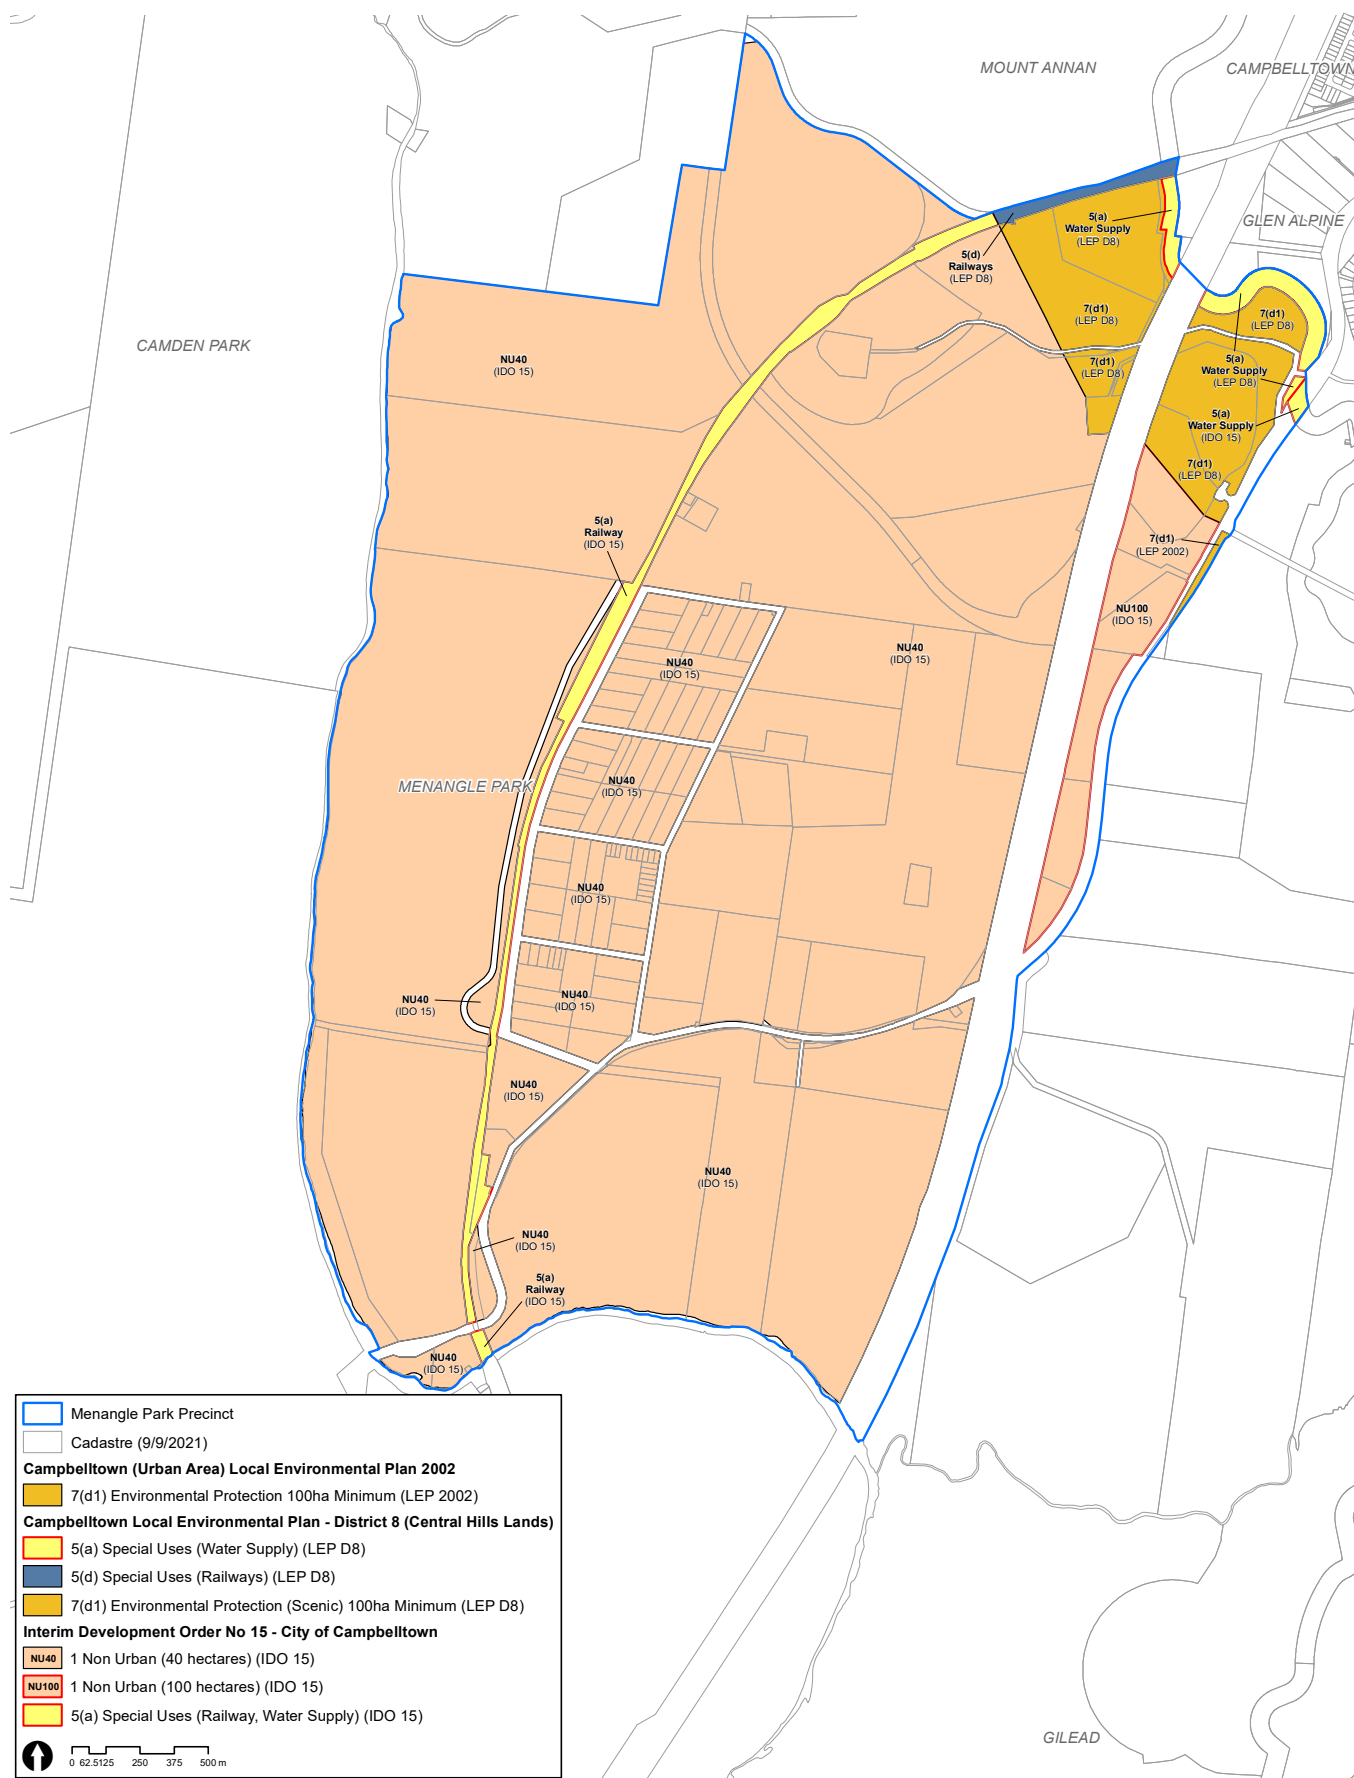 MOUNT ANNAN
CAMPBELLTOWN
GLEN ALPINE
5(a)
Water Supply
(LEP D8)
5(d)
Railways
(LEP D8)
7(d1)
(LEP D8)
7(d1)
(LEP D8)
7(d1)
(LEP D8)
5(a)
Water Supply
(LEP D8)
5(a)
Water Supply
(IDO 15)
7(d1)
(LEP D8)
CAMDEN PARK
NU40
(IDO 15)
5(a)
Railway
(IDO 15)
7(d1)
(LEP 2002)
NU100
(IDO 15)
NU40
(IDO 15)
NU40
(IDO 15)
MENANGLE PARK
NU40
(IDO 15)
NU40
(IDO 15)
NU40
(IDO 15)
NU40
(IDO 15)
NU40
(IDO 15)
NU40
(IDO 15)
NU40
(IDO 15)
5(a)
Railway
(IDO 15)
NU40
(IDO 15)
Menangle Park Precinct
Cadastre (9/9/2021)
Campbelltown (Urban Area) Local Environmental Plan 2002
7(d1) Environmental Protection 100ha Minimum (LEP 2002)
Campbelltown Local Environmental Plan - District 8 (Central Hills Lands)
5(a) Special Uses (Water Supply) (LEP D8)
5(d) Special Uses (Railways) (LEP D8)
7(d1) Environmental Protection (Scenic) 100ha Minimum (LEP D8)
Interim Development Order No 15 - City of Campbelltown
NU40 1 Non Urban (40 hectares) (IDO 15)
NU100 1 Non Urban (100 hectares) (IDO 15)
5(a) Special Uses (Railway, Water Supply) (IDO 15)
0 62.5125 250 375 500 m
GILEAD